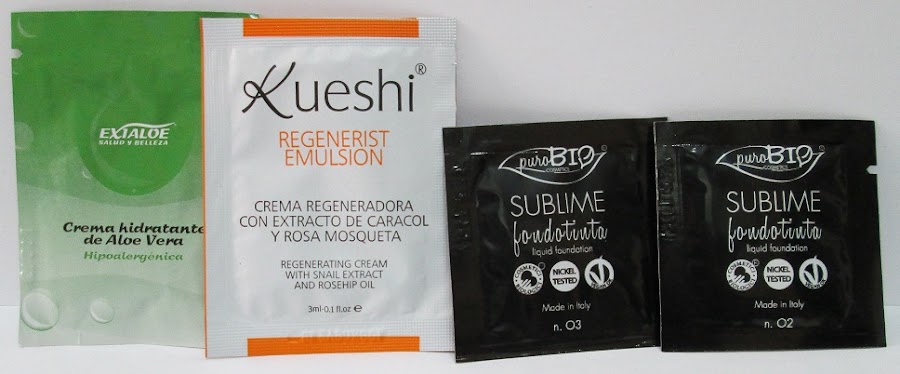 EXIALOE
SALUD Y BELLEZA
Crema hidratante
de Aloe Vera
Hipoalergénica
Kueshi®
REGENERIST
EMULSION
CREMA REGENERADORA
CON EXTRACTO DE CARACOL
Y ROSA MOSQUETA
REGENERATING CREAM
WITH SNAIL EXTRACT
AND ROSEHIP OIL
3ml-0.1 fl.oz e
puroBIO
COSMETICS
SUBLIME
fondotinta
liquid foundation
NICKEL
TESTED
Made in Italy
n. 03
puroBIO
COSMETICS
SUBLIME
fondotinta
liquid foundation
NICKEL
TESTED
Made in Italy
n. 02